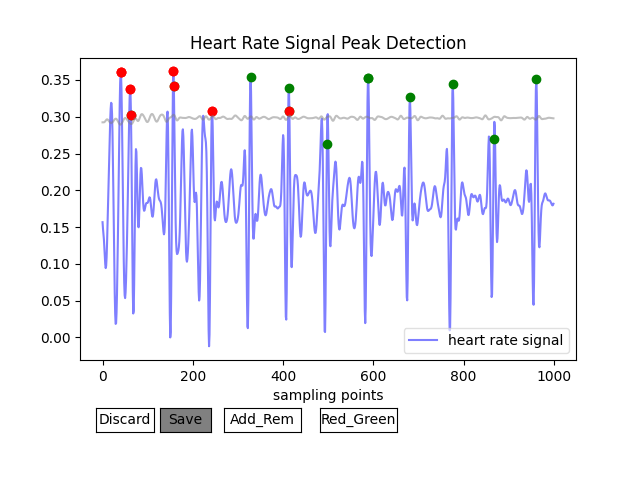 Heart Rate Signal Peak Detection
0.35
0.30
0.25
0.20
0.15
0.10
0.05
0.00
heart rate signal
0 200 400 600 800 1000
sampling points
Discard Save Add_Rem Red_Green